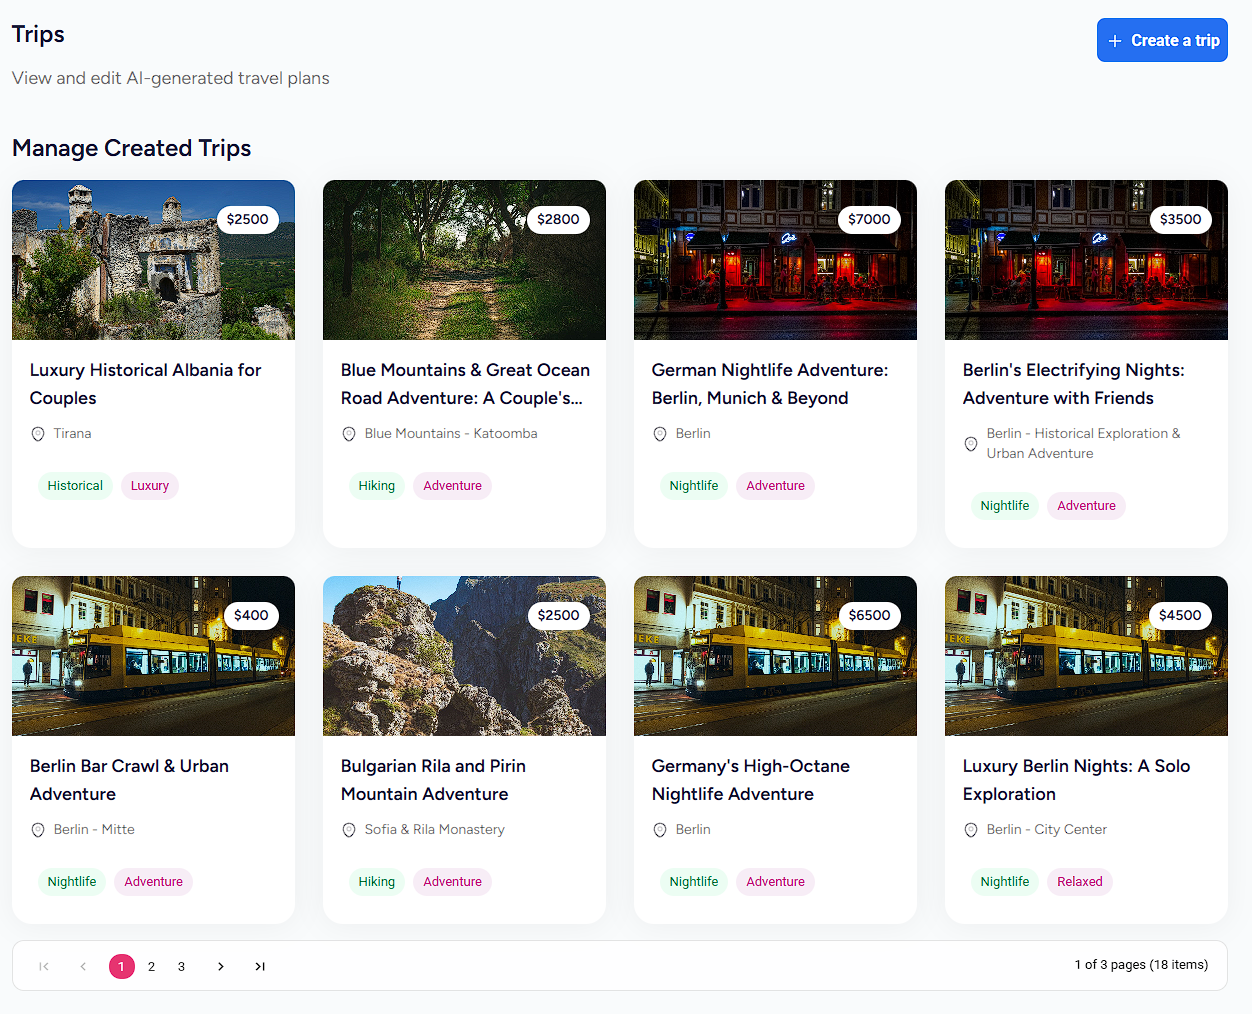 Trips
+ Create a trip
View and edit AI-generated travel plans
Manage Created Trips
$2500
Luxury Historical Albania for
Couples
Tirana
Historical Luxury
$2800
Blue Mountains & Great Ocean
Road Adventure: A Couple's...
Blue Mountains - Katoomba
Hiking Adventure
$7000
German Nightlife Adventure:
Berlin, Munich & Beyond
Berlin
Nightlife Adventure
$3500
Berlin's Electrifying Nights:
Adventure with Friends
Berlin - Historical Exploration &
Urban Adventure
Nightlife Adventure
$400
Berlin Bar Crawl & Urban
Adventure
Berlin - Mitte
Nightlife Adventure
$2500
Bulgarian Rila and Pirin
Mountain Adventure
Sofia & Rila Monastery
Hiking Adventure
$6500
Germany's High-Octane
Nightlife Adventure
Berlin
Nightlife Adventure
$4500
Luxury Berlin Nights: A Solo
Exploration
Berlin - City Center
Nightlife Relaxed
1 2 3
1 of 3 pages (18 items)